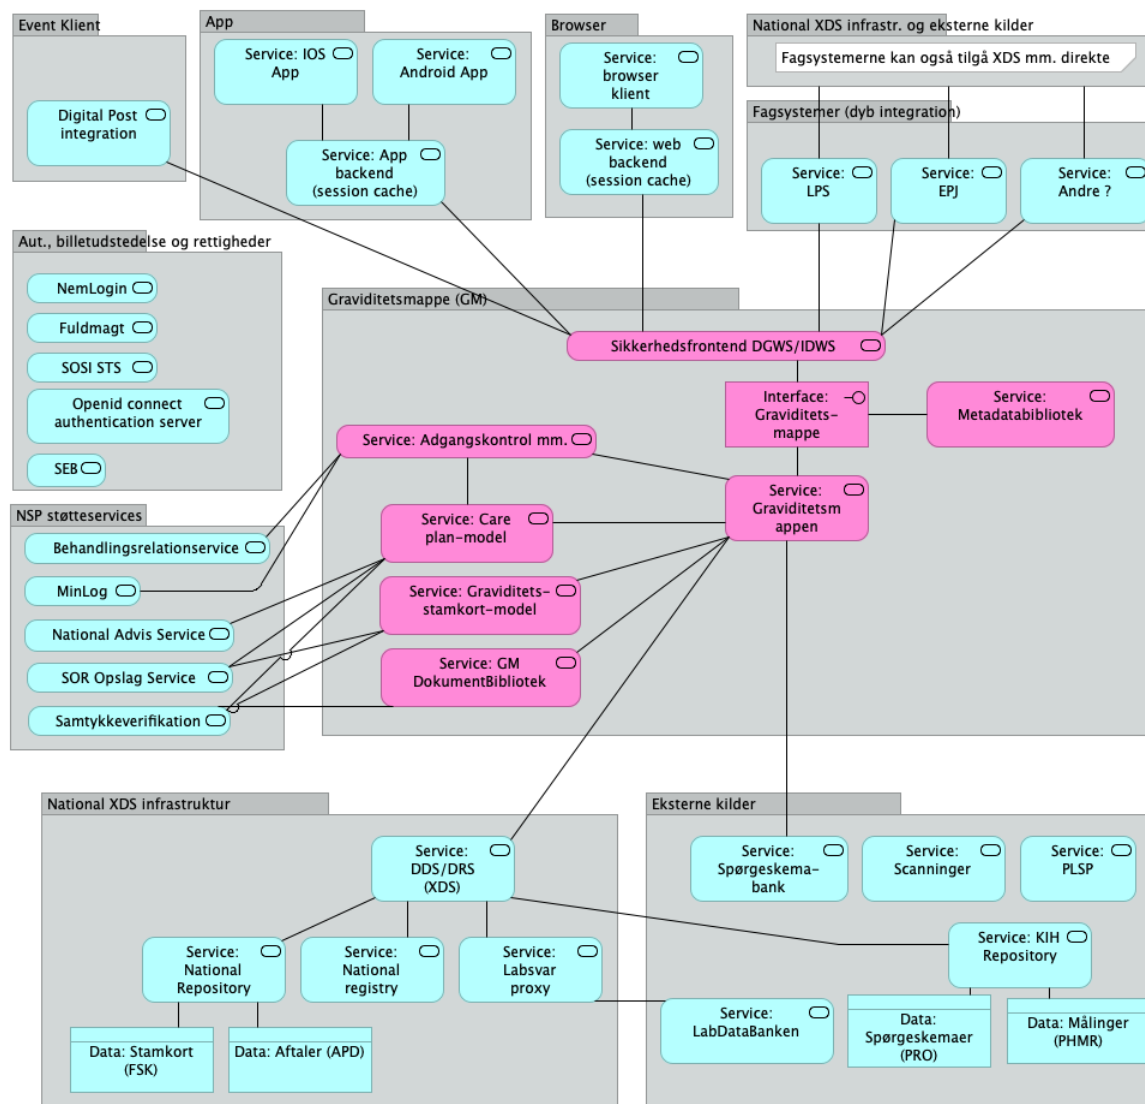 Event Klient
Digital Post
integration
App
Service: IOS
App
Service:
Android App
Service: App
backend
(session cache)
Browser
Service:
browser
klient
Service: web
backend
(session cache)
National XDS infrastr. og eksterne kilder
Fagsystemerne kan også tilgå XDS mm. direkte
Fagsystemer (dyb integration)
Service:
LPS
Service:
EPJ
Service:
Andre ?
Aut., billetudstedelse og rettigheder
NemLogin
Fuldmagt
SOSI STS
Openid connect
authentication server
SEB
Graviditetsmappe (GM)
Sikkerhedsfrontend DGWS/IDWS
Interface:
Graviditets-
mappe
Service:
Metadatabibliotek
Service: Adgangskontrol mm.
Service:
Graviditetsm
appen
Service: Care
plan-model
Service: Graviditets-
stamkort-model
Service: GM
DokumentBibliotek
NSP støtteservices
Behandlingsrelationservice
MinLog
National Advis Service
SOR Opslag Service
Samtykkeverifikation
National XDS infrastruktur
Service:
DDS/DRS
(XDS)
Service:
National
Repository
Service:
National
registry
Service:
Labsvar
proxy
Data: Stamkort
(FSK)
Data: Aftaler (APD)
Eksterne kilder
Service:
Spørgeskema-
bank
Service:
Scanninger
Service:
PLSP
Service: KIH
Repository
Service:
LabDataBanken
Data:
Spørgeskemaer
(PRO)
Data: Målinger
(PHMR)